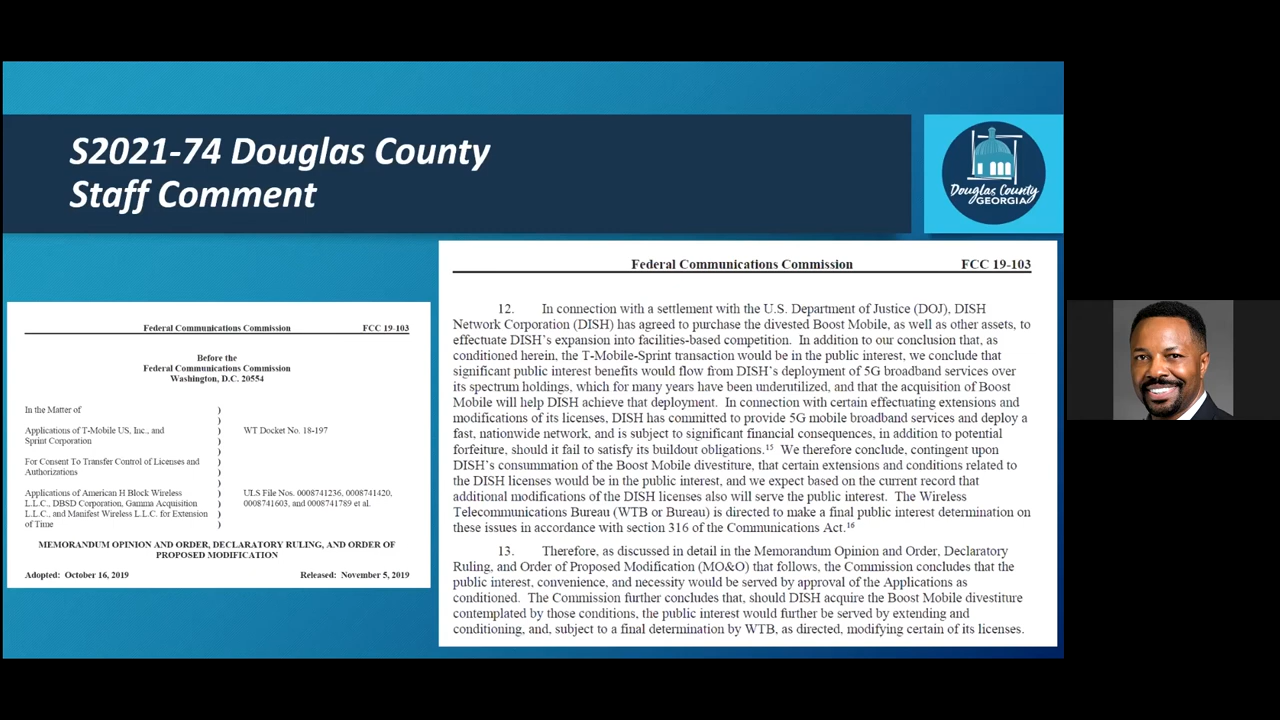 S2021-74 Douglas County
Staff Comment
Douglas County
GEORGIA
Federal Communications Commission FCC 19-103
Before the
Federal Communications Commission
Washington, D.C. 20554
In the Matter of )
)
Applications of T-Mobile US, Inc., and ) WT Docket No. 18-197
Sprint Corporation )
)
For Consent To Transfer Control of Licenses and )
Authorizations )
)
Applications of American H Block Wireless ) ULS File Nos. 0008741236, 0008741420,
L.L.C., DBSD Corporation, Gamma Acquisition ) 0008741603, and 0008741789 et al.
L.L.C., and Manifest Wireless L.L.C. for Extension )
of Time )
MEMORANDUM OPINION AND ORDER, DECLARATORY RULING, AND ORDER OF
PROPOSED MODIFICATION
Adopted: October 16, 2019 Released: November 5, 2019
Federal Communications Commission FCC 19-103
12. In connection with a settlement with the U.S. Department of Justice (DOJ), DISH
Network Corporation (DISH) has agreed to purchase the divested Boost Mobile, as well as other assets, to
effectuate DISH's expansion into facilities-based competition. In addition to our conclusion that, as
conditioned herein, the T-Mobile-Sprint transaction would be in the public interest, we conclude that
significant public interest benefits would flow from DISH's deployment of 5G broadband services over
its spectrum holdings, which for many years have been underutilized, and that the acquisition of Boost
Mobile will help DISH achieve that deployment. In connection with certain effectuating extensions and
modifications of its licenses, DISH has committed to provide 5G mobile broadband services and deploy a
fast, nationwide network, and is subject to significant financial consequences, in addition to potential
forfeiture, should it fail to satisfy its buildout obligations.15 We therefore conclude, contingent upon
DISH's consummation of the Boost Mobile divestiture, that certain extensions and conditions related to
the DISH licenses would be in the public interest, and we expect based on the current record that
additional modifications of the DISH licenses also will serve the public interest. The Wireless
Telecommunications Bureau (WTB or Bureau) is directed to make a final public interest determination on
these issues in accordance with section 316 of the Communications Act.16
13. Therefore, as discussed in detail in the Memorandum Opinion and Order, Declaratory
Ruling, and Order of Proposed Modification (MO&O) that follows, the Commission concludes that the
public interest, convenience, and necessity would be served by approval of the Applications as
conditioned. The Commission further concludes that, should DISH acquire the Boost Mobile divestiture
contemplated by those conditions, the public interest would further be served by extending and
conditioning, and, subject to a final determination by WTB, as directed, modifying certain of its licenses.